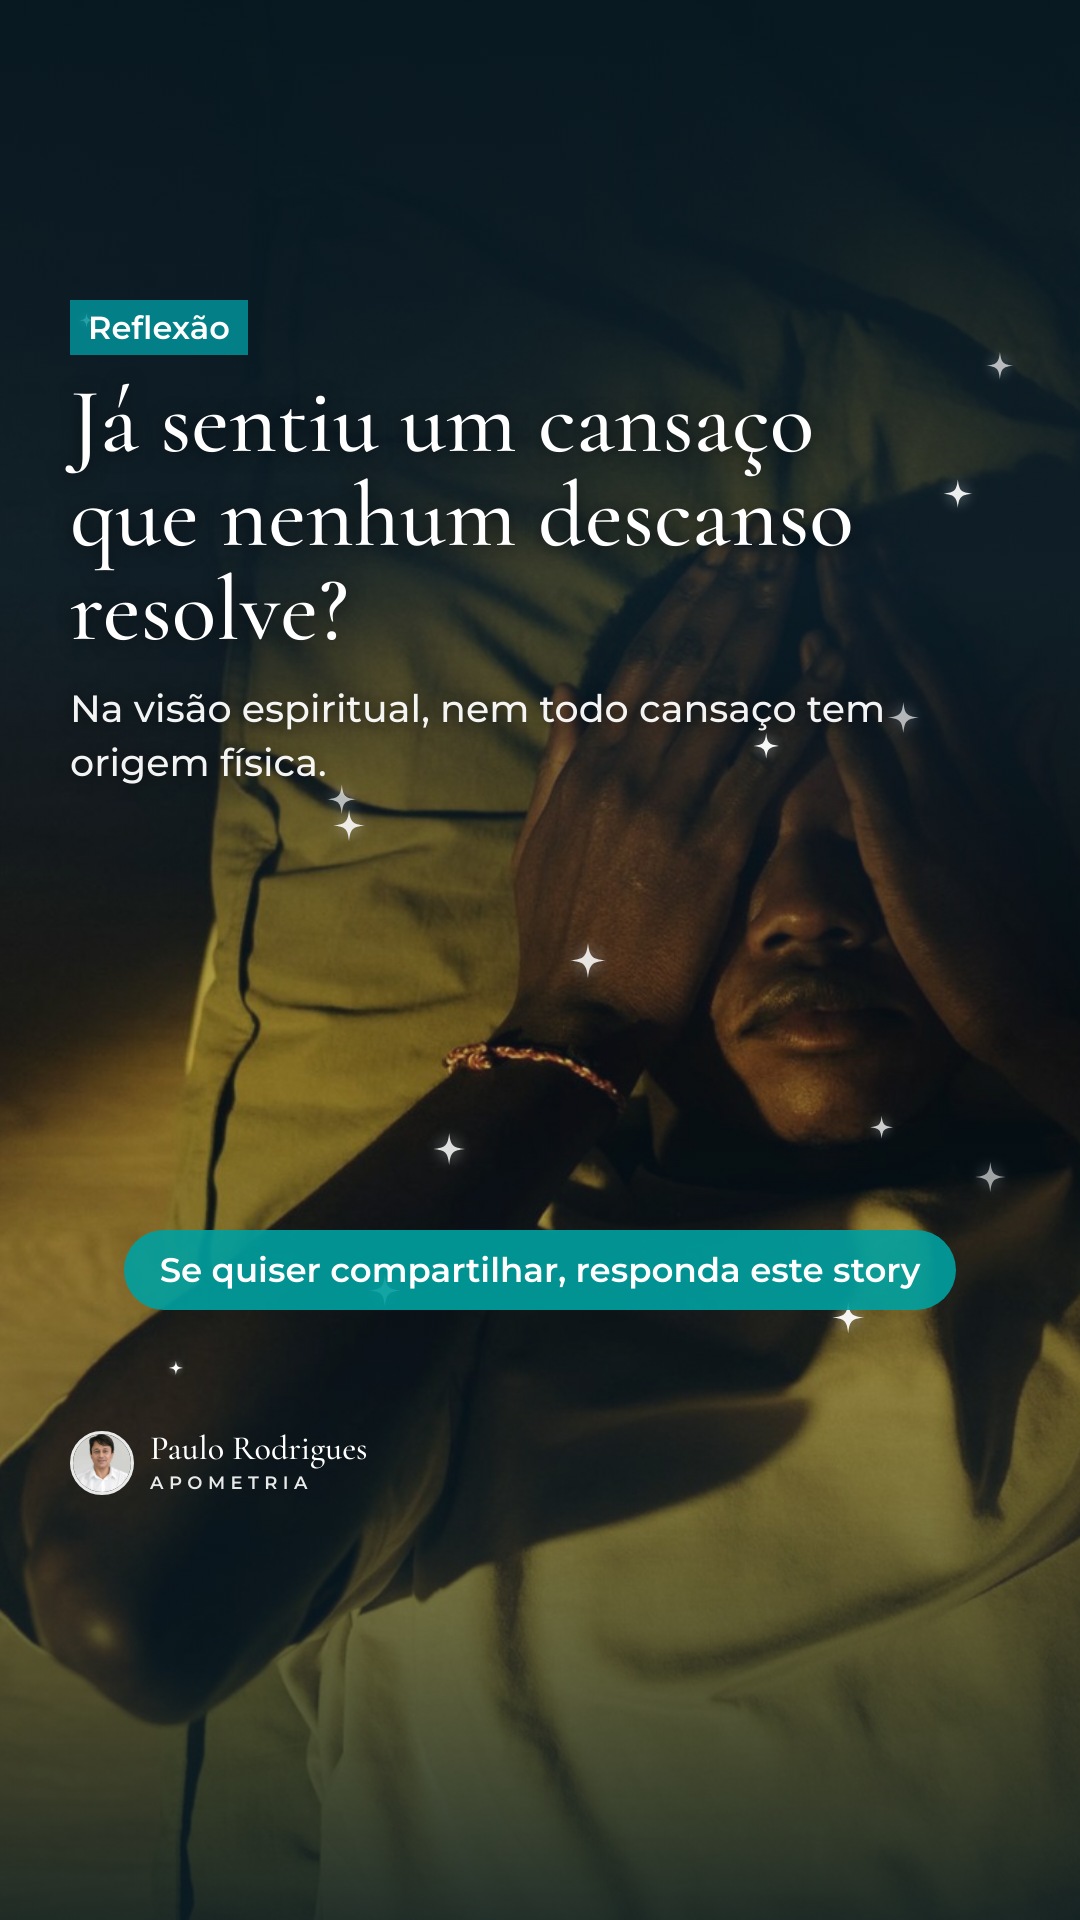 Reflexão
Já sentiu um cansaço
que nenhum descanso
resolve?
Na visão espiritual, nem todo cansaço tem
origem física.
Se quiser compartilhar, responda este story
Paulo Rodrigues
APOMETRIA